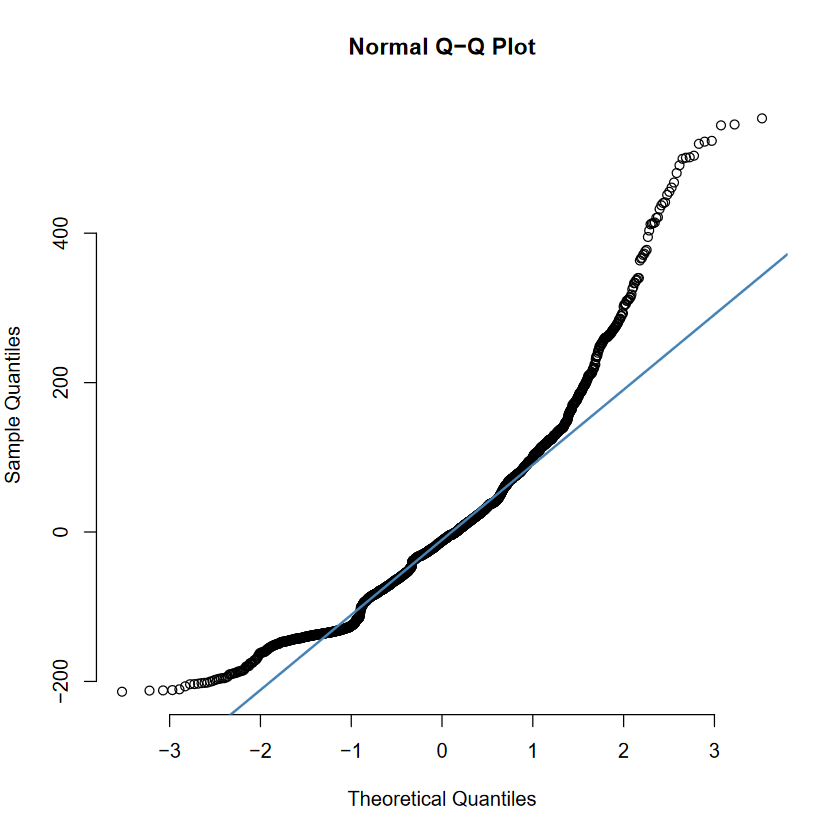 Normal Q−Q Plot
Sample Quantiles
400
200
0
−200
−3 −2 −1 0 1 2 3
Theoretical Quantiles